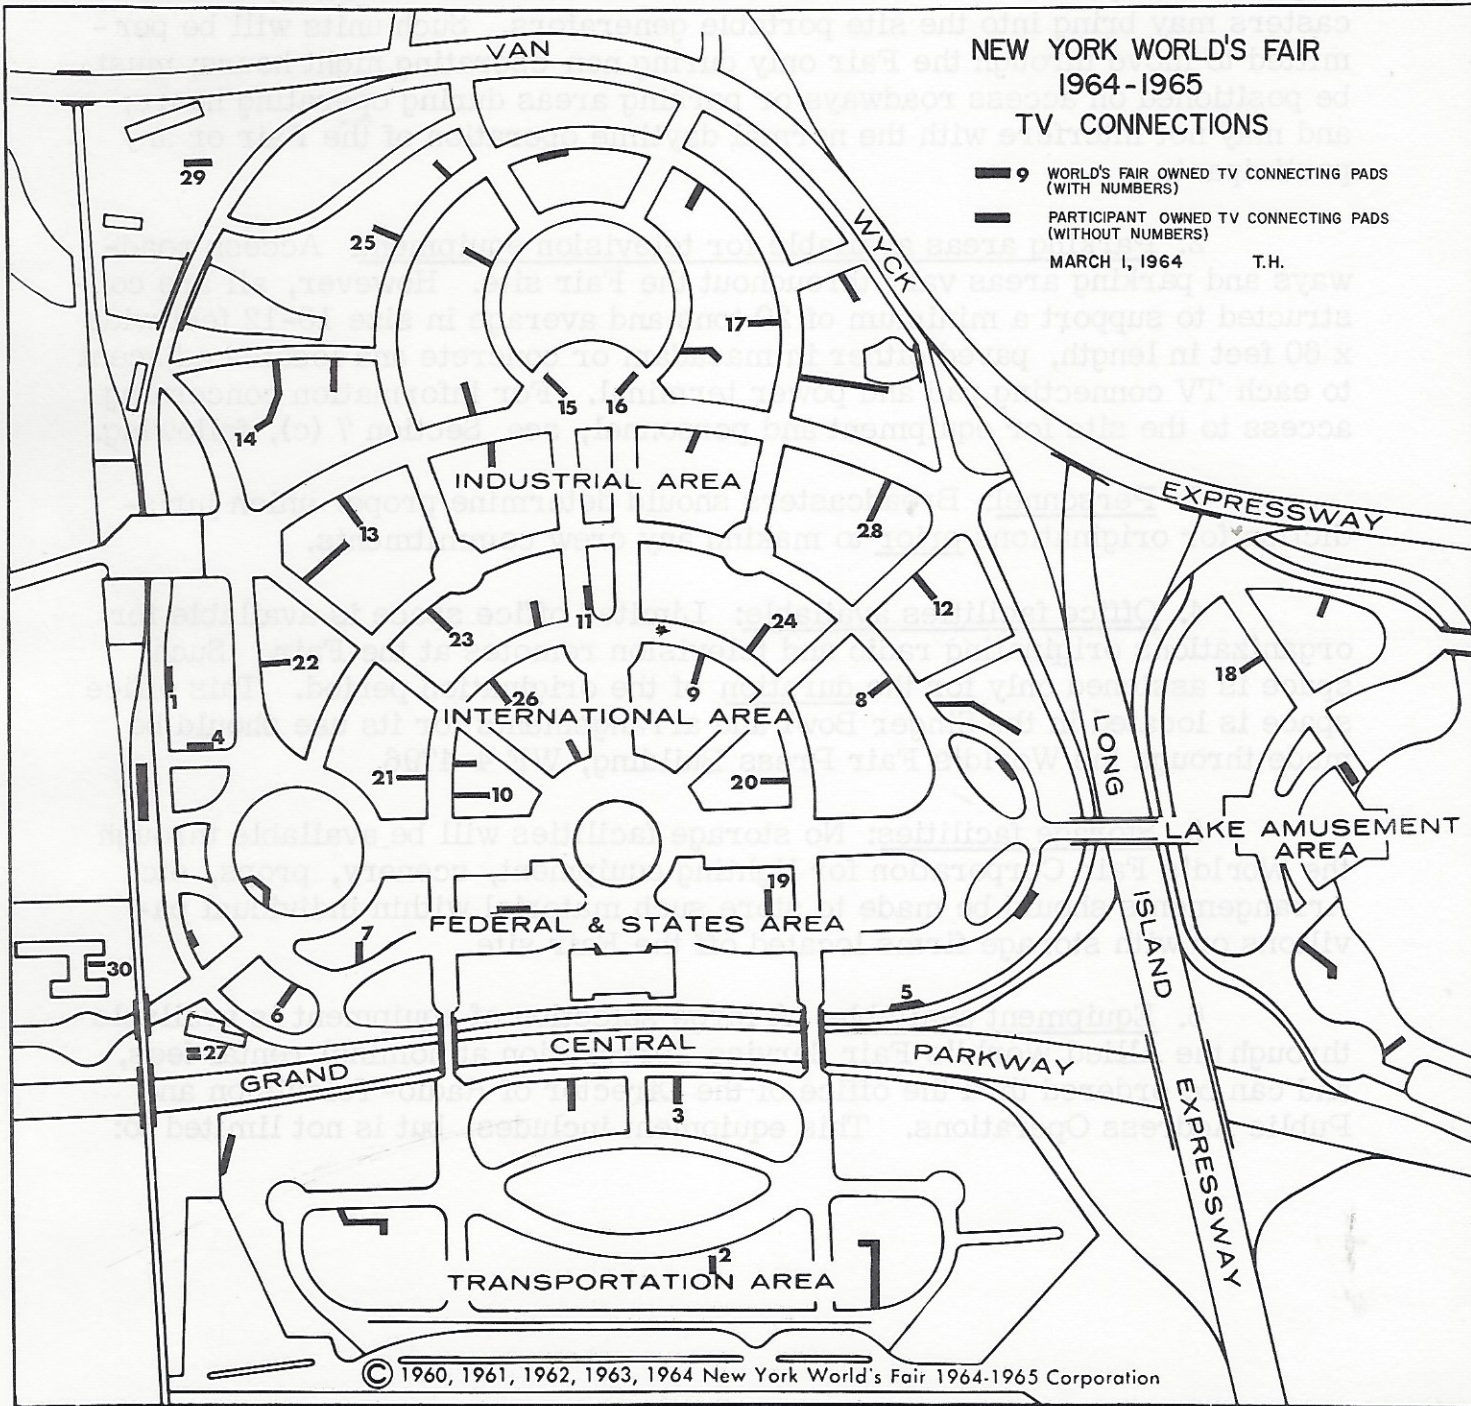 NEW YORK WORLD'S FAIR
1964-1965
TV CONNECTIONS
9 WORLD'S FAIR OWNED TV CONNECTING PADS
(WITH NUMBERS)
PARTICIPANT OWNED TV CONNECTING PADS
(WITHOUT NUMBERS)
MARCH 1, 1964 T.H.
VAN
WYCK
EXPRESSWAY
29
25
17
15 16
14
INDUSTRIAL AREA
13
28
12
11
23
24
22
18
1
26
9
8
INTERNATIONAL AREA
4
LONG
21
10
20
LAKE AMUSEMENT
AREA
19
ISLAND
FEDERAL & STATES AREA
7
30
5
6
27
GRAND
CENTRAL
PARKWAY
EXPRESSWAY
3
2
TRANSPORTATION AREA
© 1960, 1961, 1962, 1963, 1964 New York World's Fair 1964-1965 Corporation